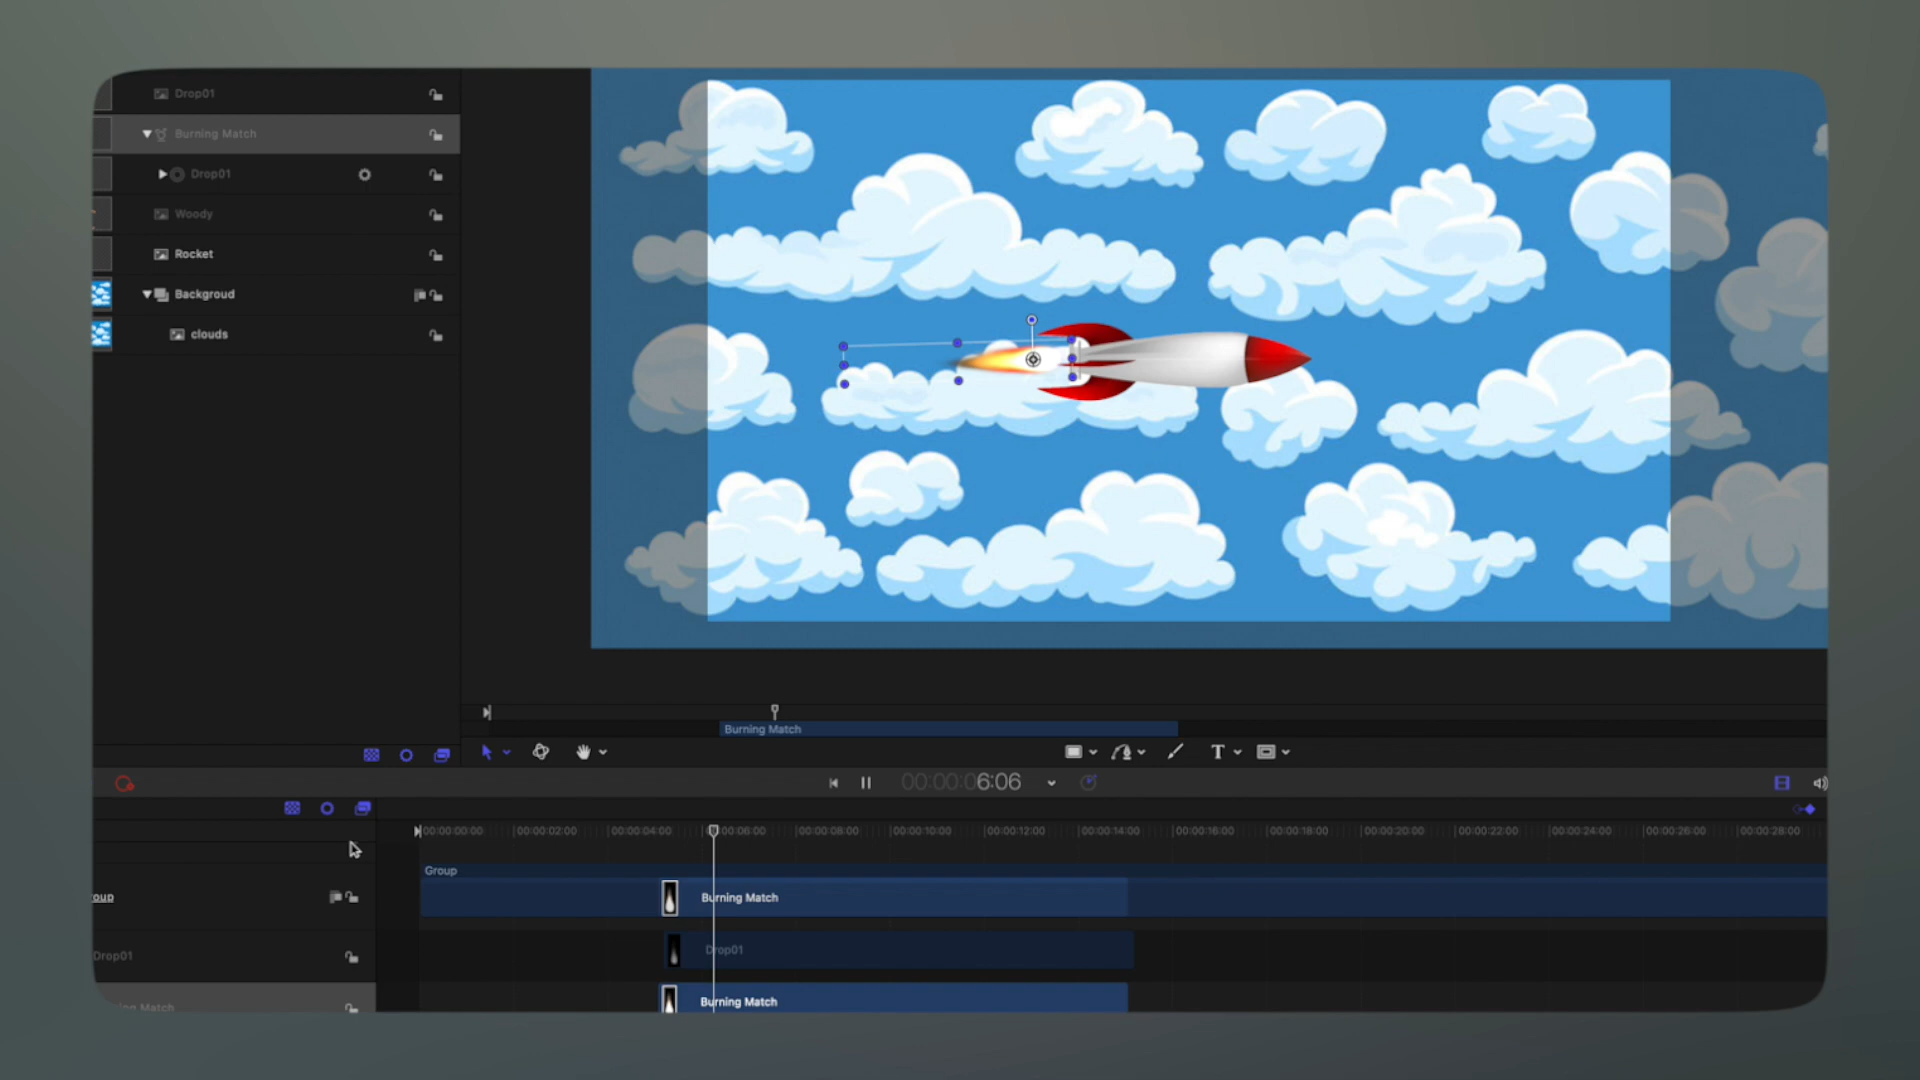 Drop01
Burning Match
Drop01
Woody
Rocket
Backgroud
clouds
Burning Match
T
00:00:06:06
00:00:00:00 00:00:02:00 00:00:04:00 00:00:06:00 00:00:08:00 00:00:10:00 00:00:12:00 00:00:14:00 00:00:16:00 00:00:18:00 00:00:20:00 00:00:22:00 00:00:24:00 00:00:26:00 00:00:28:00
Group
oup
Burning Match
Drop01
Drop01
ing Match
Burning Match